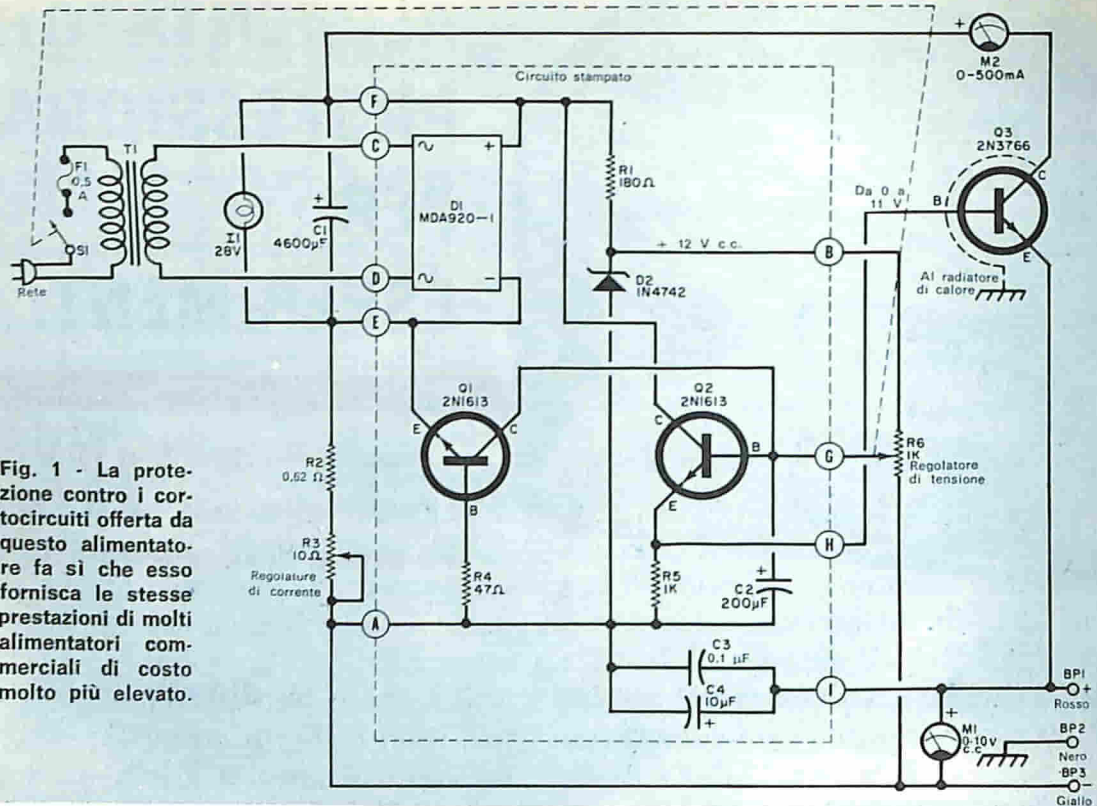 Circuito stampato
+
M2
0-500mA
F
C
T1
F1
0,5
A
S1
Rete
I1
28V
+
C1
4600µF
+
D1
MDA920-1
−
R1
180Ω
Q3
2N3766
Da 0 a
11 V
B
C
E
+ 12 V c.c.
B
D2
1N4742
Al radiatore
di calore
D
E
Q1
2N1613
E
C
B
Q2
2N1613
C
B
E
G
R6
1K
Regolatore
di tensione
R2
0,52 Ω
R3
10Ω
Regolature
di corrente
R4
47Ω
R5
1K
H
+
C2
200µF
A
C3
0,1 µF
C4
10µF
+
I
BP1
+
Rosso
+
M1
0-10V
c.c.
BP2
Nero
BP3
−
Giallo
Fig. 1 - La prote-
zione contro i cor-
tocircuiti offerta da
questo alimentato-
re fa sì che esso
fornisca le stesse
prestazioni di molti
alimentatori com-
merciali di costo
molto più elevato.